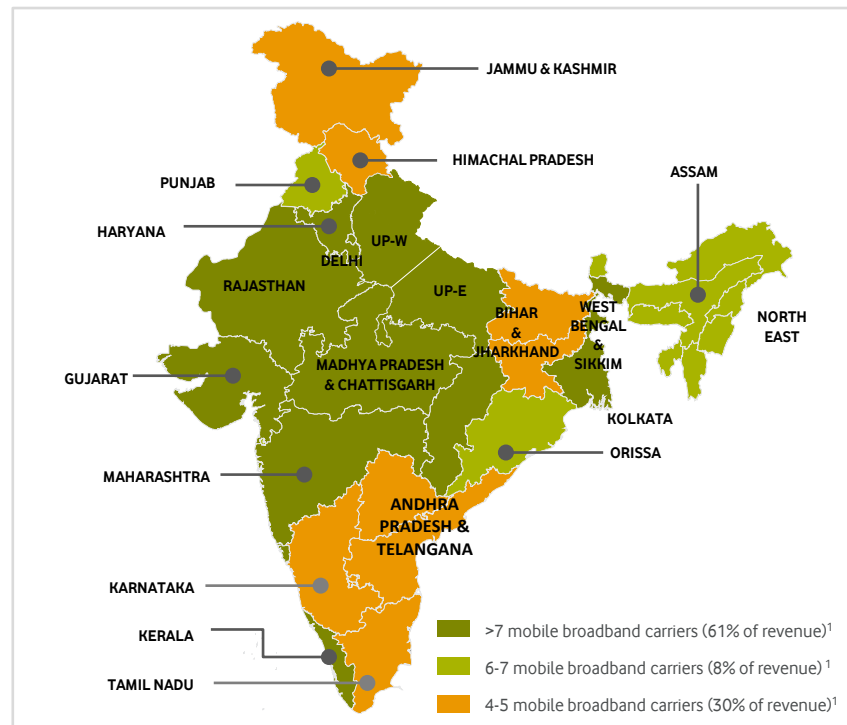 JAMMU & KASHMIR
HIMACHAL PRADESH
ASSAM
PUNJAB
HARYANA
UP-W
DELHI
RAJASTHAN
UP-E
BIHAR
&
JHARKHAND
WEST
BENGAL
&
SIKKIM
NORTH
EAST
MADHYA PRADESH
& CHATTISGARH
GUJARAT
KOLKATA
ORISSA
MAHARASHTRA
ANDHRA
PRADESH &
TELANGANA
KARNATAKA
KERALA
TAMIL NADU
>7 mobile broadband carriers (61% of revenue)¹
6-7 mobile broadband carriers (8% of revenue) ¹
4-5 mobile broadband carriers (30% of revenue)¹